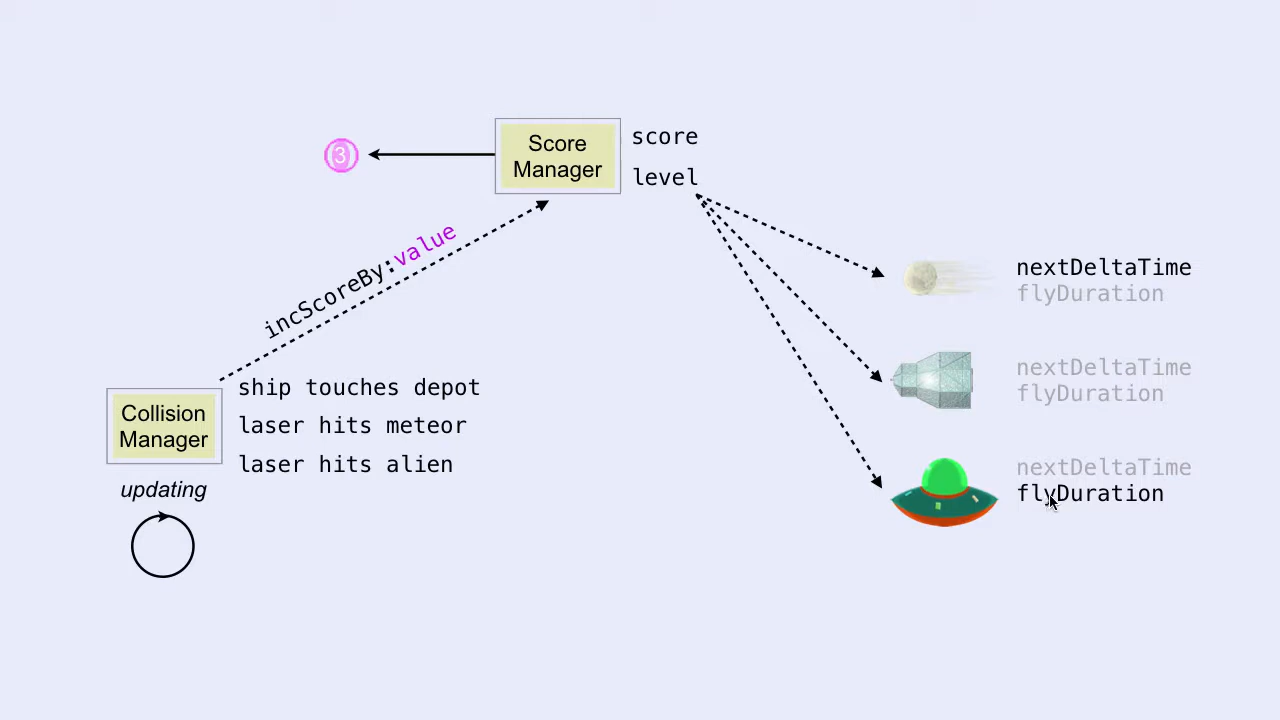 3
Score
Manager
score
level
incScoreBy:value
nextDeltaTime
flyDuration
nextDeltaTime
flyDuration
nextDeltaTime
flyDuration
Collision
Manager
ship touches depot
laser hits meteor
laser hits alien
updating